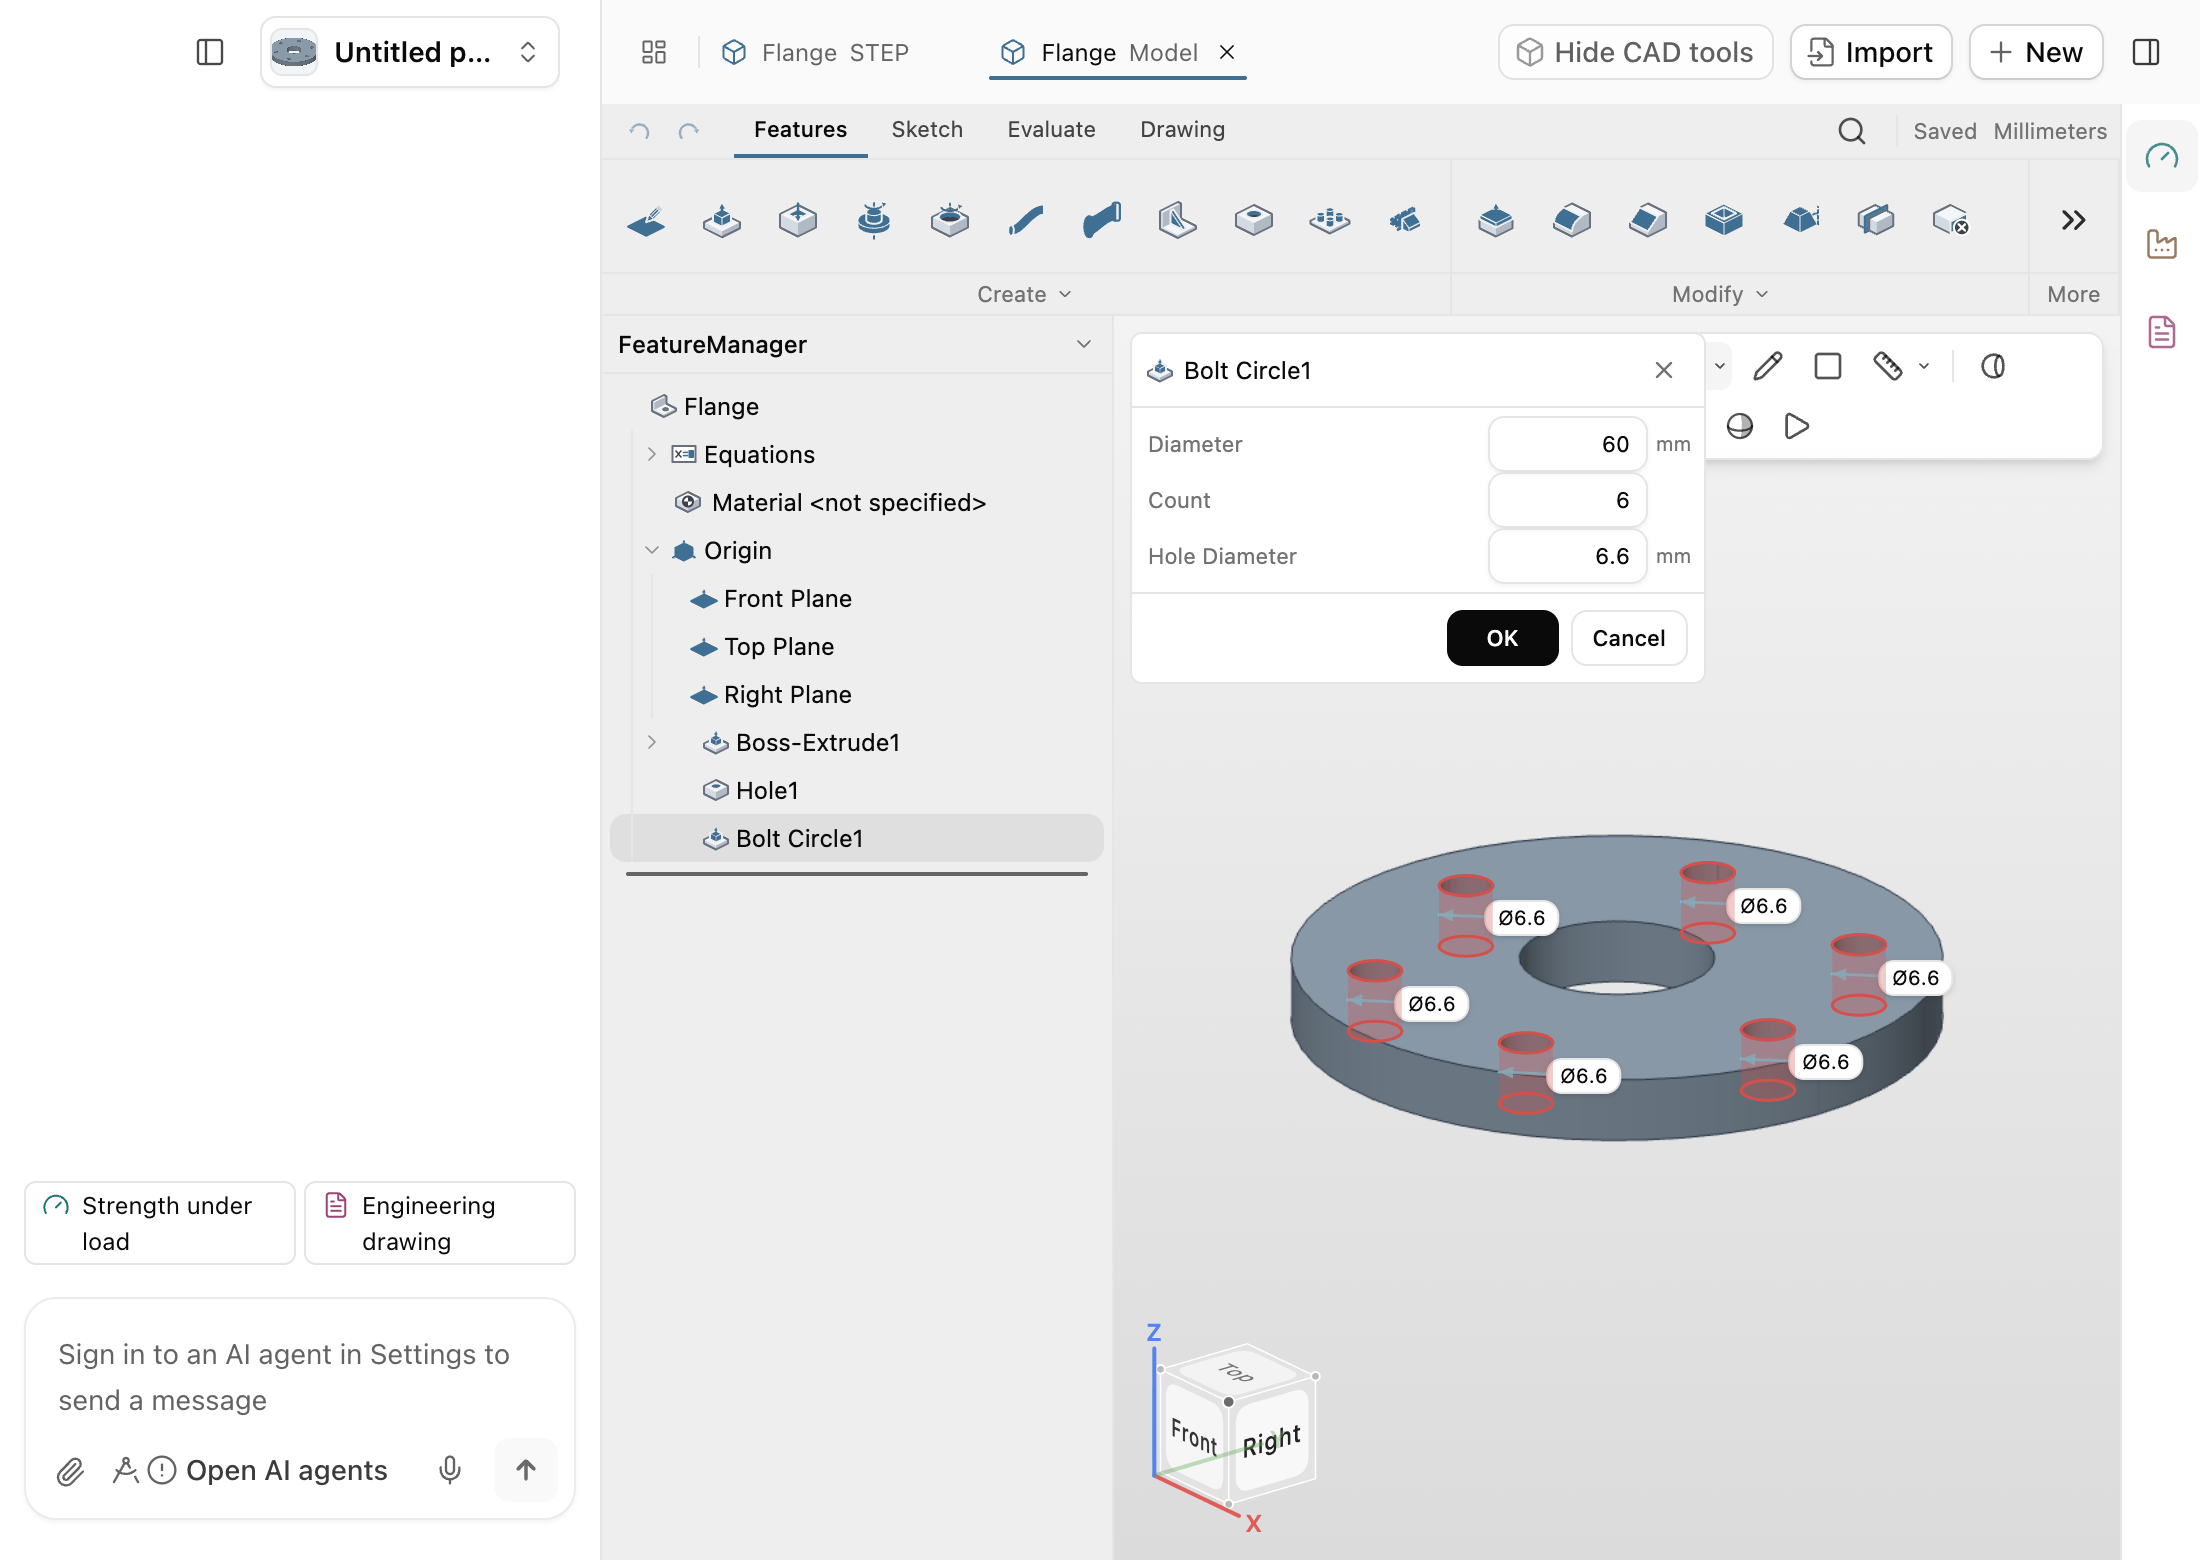 Untitled p...
Flange STEP
Flange Model
Hide CAD tools
Import
New
Features
Sketch
Evaluate
Drawing
Saved
Millimeters
Create
Modify
More
FeatureManager
Flange
Equations
Material <not specified>
Origin
Front Plane
Top Plane
Right Plane
Boss-Extrude1
Hole1
Bolt Circle1
Bolt Circle1
Diameter 60 mm
Count 6
Hole Diameter 6.6 mm
OK
Cancel
Ø6.6
Ø6.6
Ø6.6
Ø6.6
Ø6.6
Ø6.6
Z
Top
Front
Right
X
Strength under
load
Engineering
drawing
Sign in to an AI agent in Settings to
send a message
Open AI agents